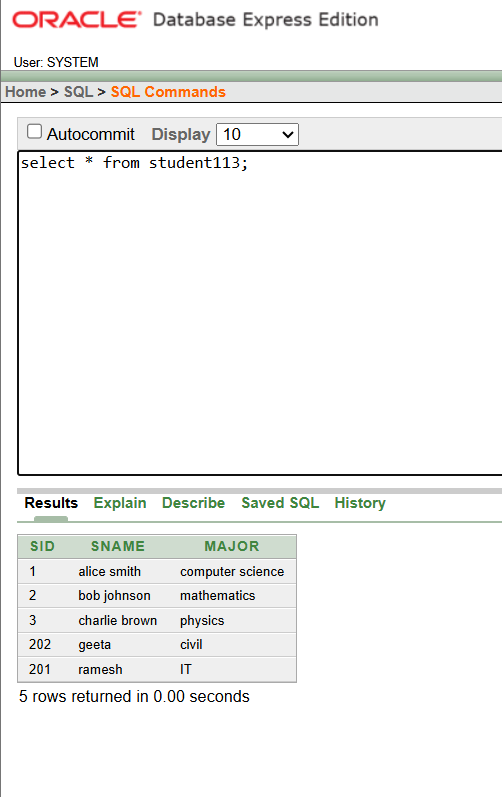 ORACLE Database Express Edition
User: SYSTEM
Home > SQL > SQL Commands
Autocommit Display 10
select * from student113;
Results Explain Describe Saved SQL History
SID SNAME MAJOR
1 alice smith computer science
2 bob johnson mathematics
3 charlie brown physics
202 geeta civil
201 ramesh IT
5 rows returned in 0.00 seconds